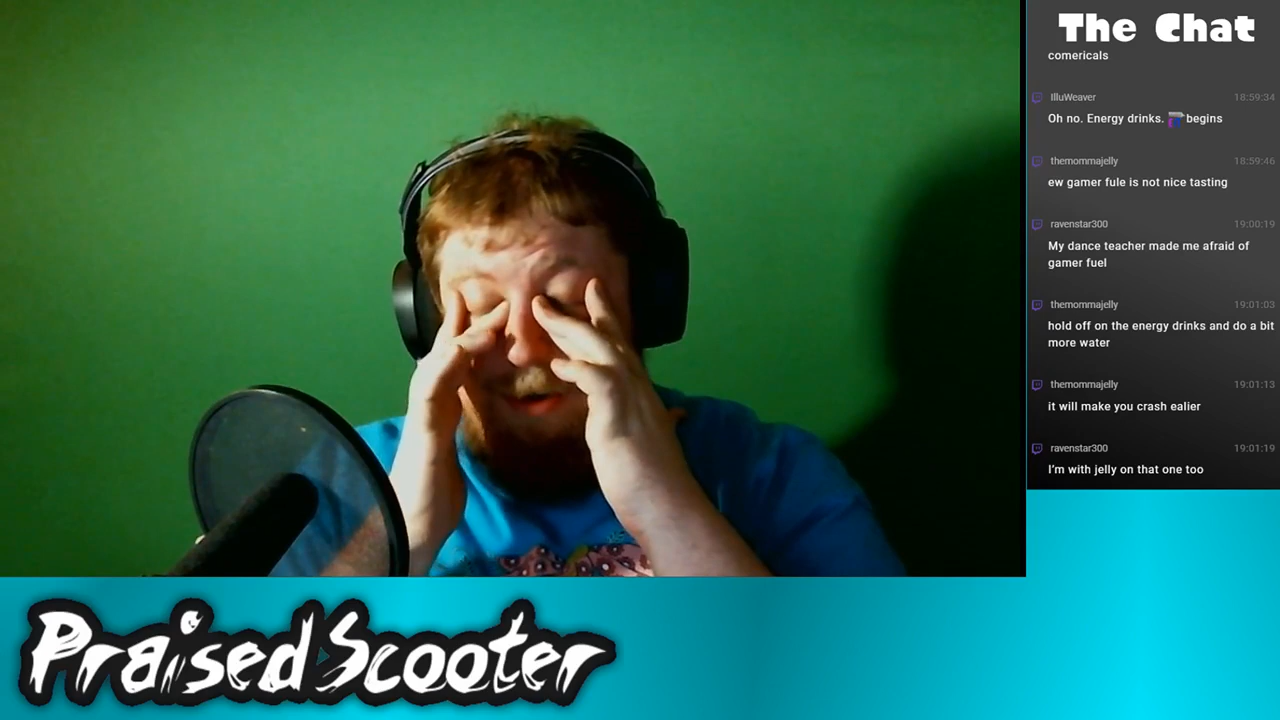 The Chat
comericals
IlluWeaver 18:59:34
Oh no. Energy drinks. begins
themommajelly 18:59:46
ew gamer fule is not nice tasting
ravenstar300 19:00:19
My dance teacher made me afraid of
gamer fuel
themommajelly 19:01:03
hold off on the energy drinks and do a bit
more water
themommajelly 19:01:13
it will make you crash ealier
ravenstar300 19:01:19
I'm with jelly on that one too
PraisedScooter